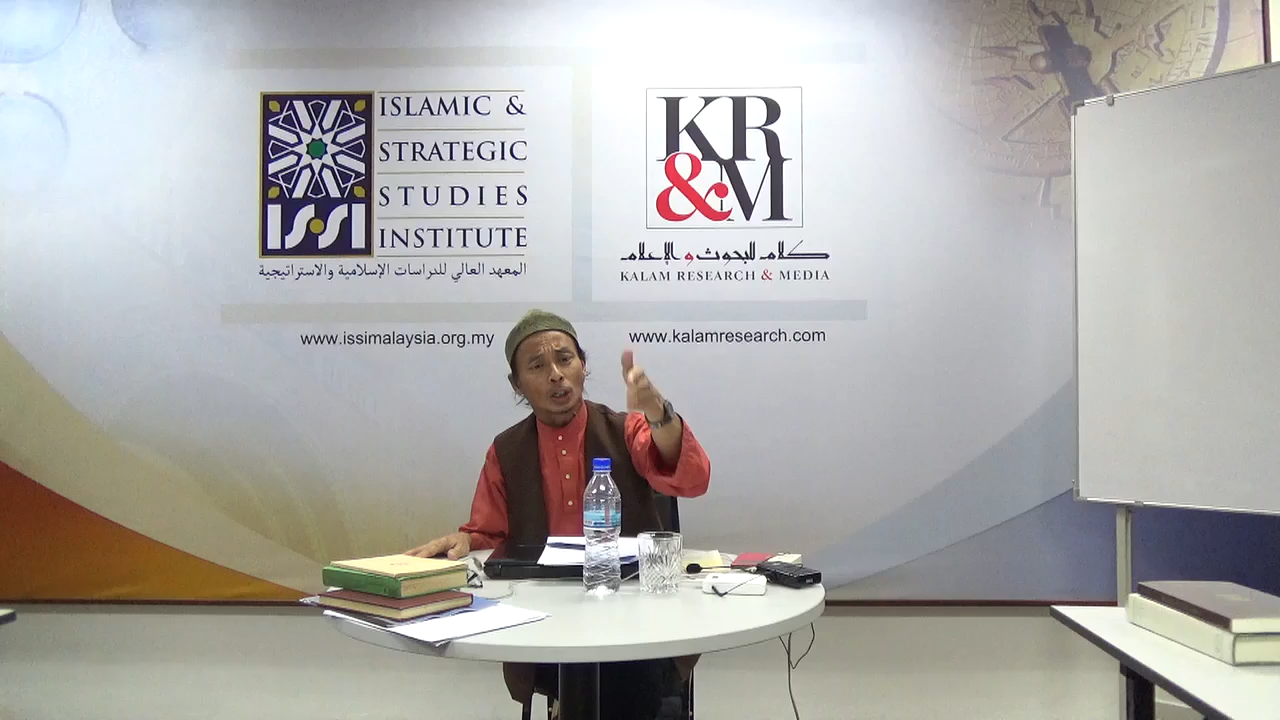 ISLAMIC &
STRATEGIC
STUDIES
INSTITUTE
ISSI
المعهد العالي للدراسات الإسلامية والاستراتيجية
www.issimalaysia.org.my
KR
&M
كلام للبحوث و الإعلام
KALAM RESEARCH & MEDIA
www.kalamresearch.com